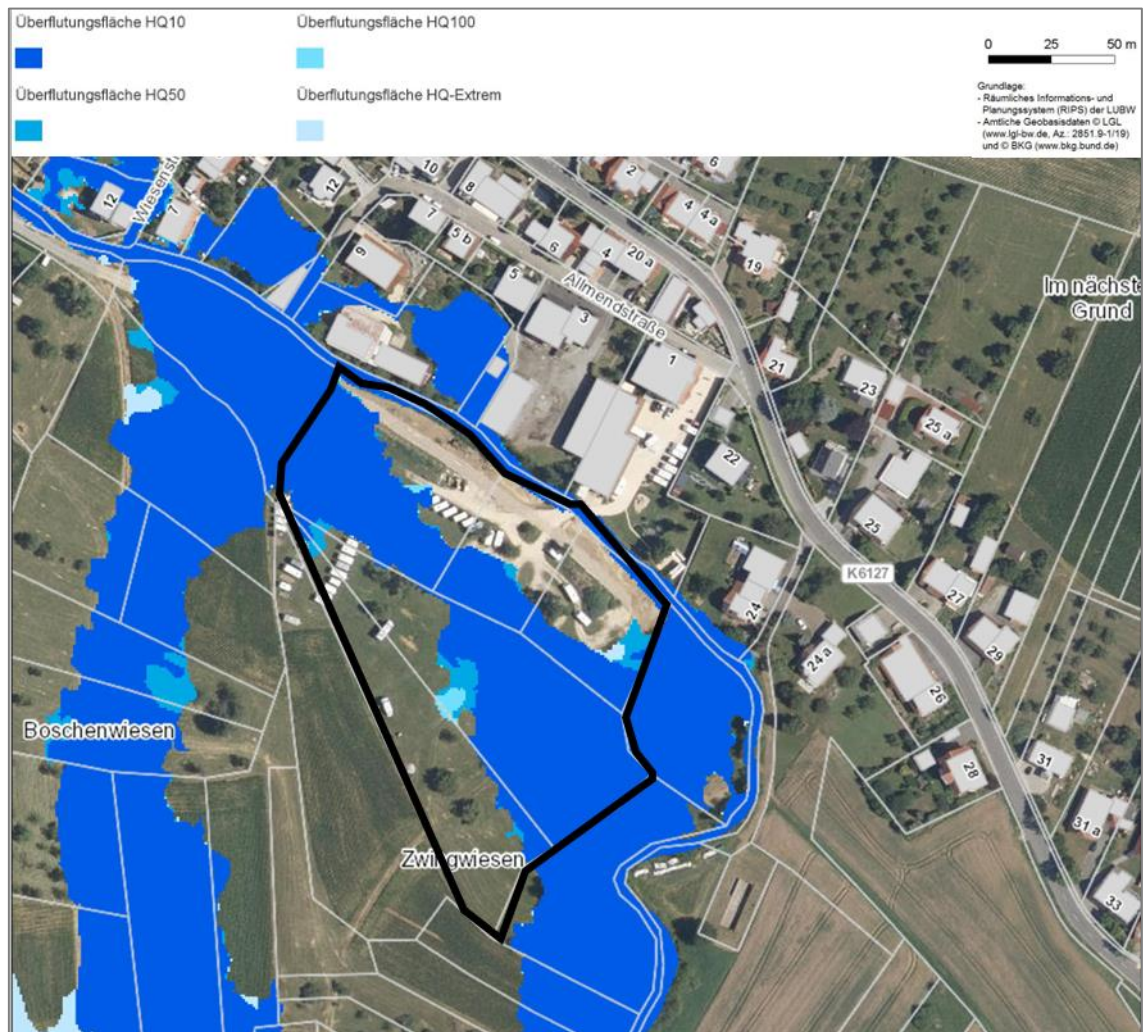 Überflutungsfläche HQ10
Überflutungsfläche HQ100
0 25 50 m
Überflutungsfläche HQ50
Überflutungsfläche HQ-Extrem
Grundlage:
- Räumliches Informations- und
Planungssystem (RIPS) der LUBW
- Amtliche Geobasisdaten © LGL
(www.lgl-bw.de, Az.: 2851.9-1/19)
und © BKG (www.bkg.bund.de)
12
Wiesenstr
7
12
10
8
7
5 b
9
6
4
20 a
2
4
4 a
6
19
5
3
Allmendstraße
1
Im nächst
Grund
21
23
25 a
22
25
K6127
24
24 a
27
29
26
28
31
31 a
33
Boschenwiesen
Zwingwiesen